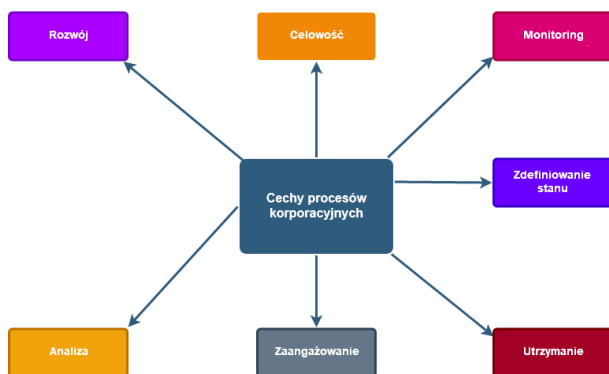 Rozwój
Celowość
Monitoring
Cechy procesów
korporacyjnych
Zdefiniowanie
stanu
Analiza
Zaangażowanie
Utrzymanie